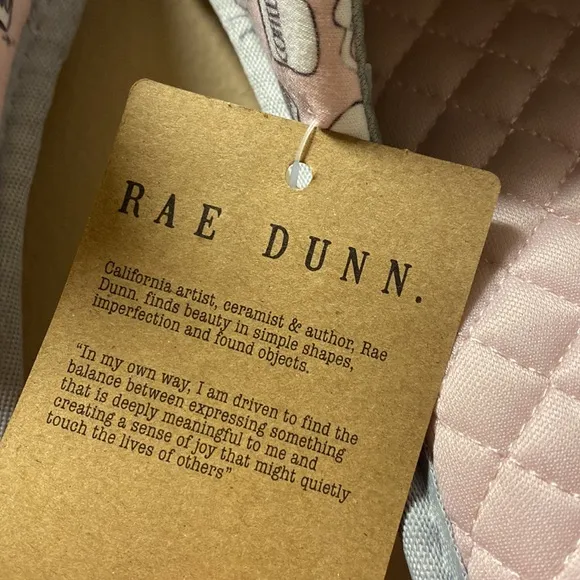 RAE DUNN.
California artist, ceramist & author, Rae
Dunn. finds beauty in simple shapes,
imperfection and found objects.
“In my own way, I am driven to find the
balance between expressing something
that is deeply meaningful to me and
creating a sense of joy that might quietly
touch the lives of others”